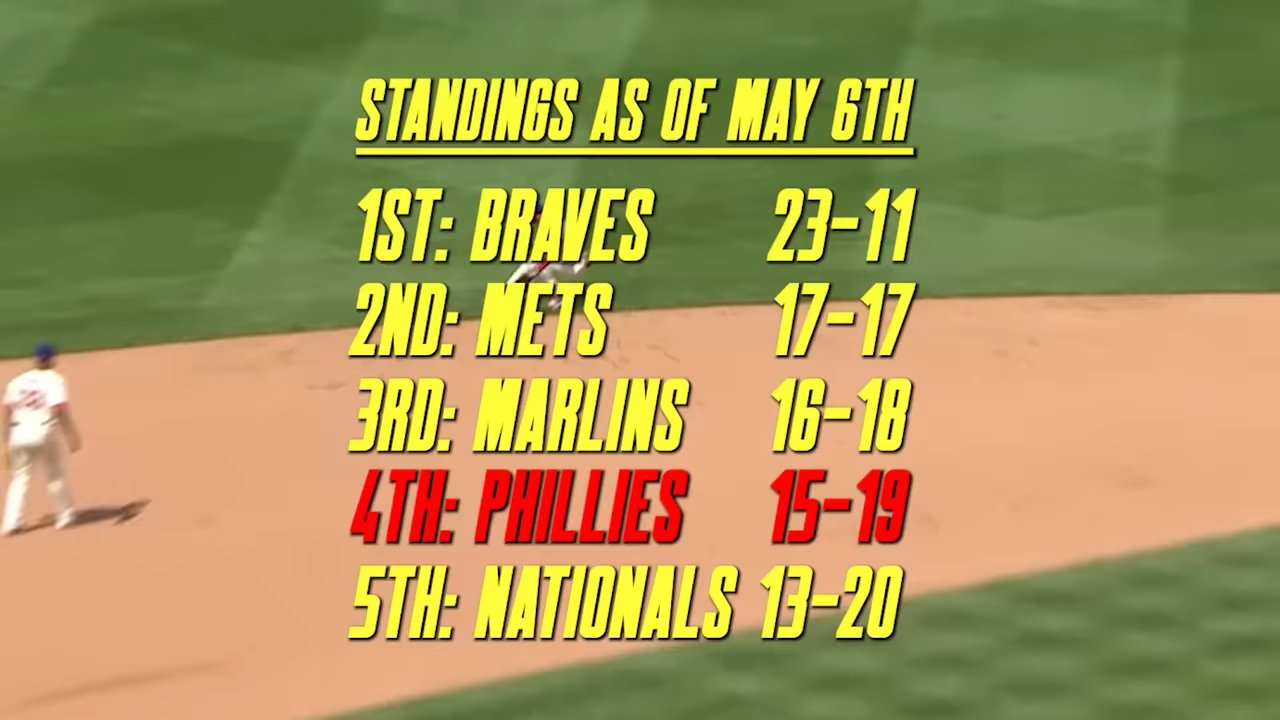 STANDINGS AS OF MAY 6TH
1ST: BRAVES 23-11
2ND: METS 17-17
3RD: MARLINS 16-18
4TH: PHILLIES 15-19
5TH: NATIONALS 13-20